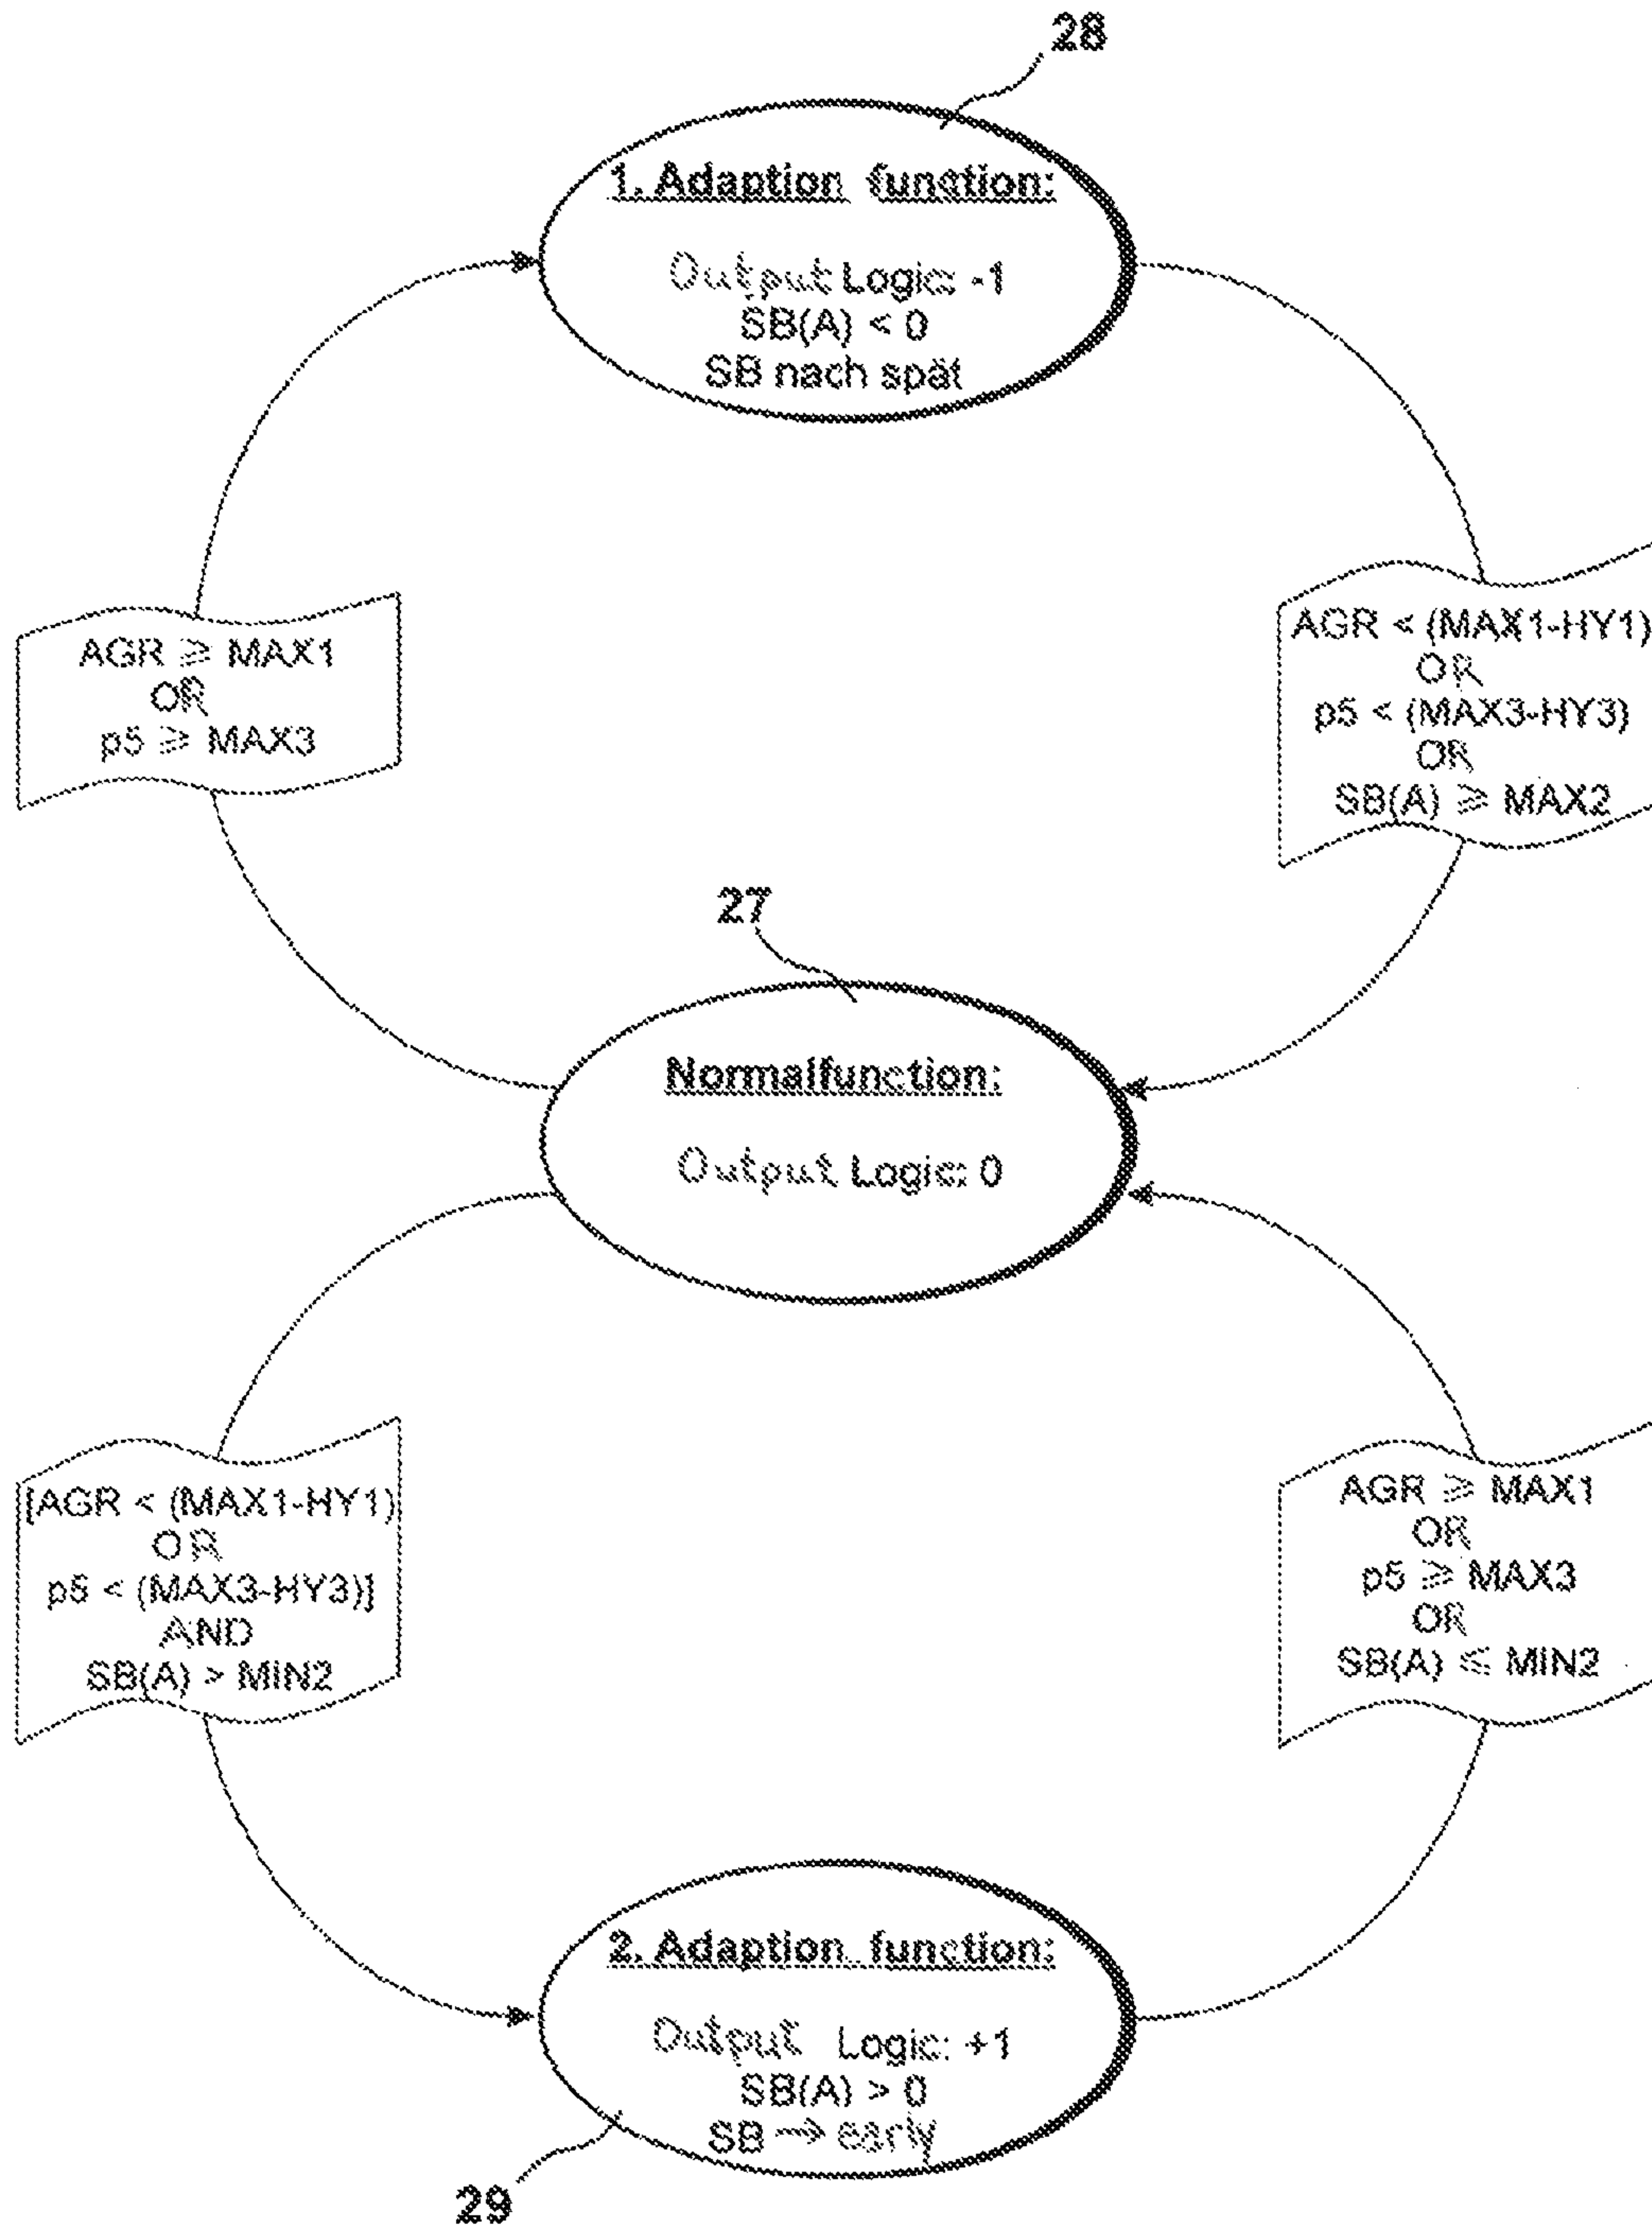 28
1. Adaption function:
Output Logic: -1
SB(A) < 0
SB nach spät
AGR ≥ MAX1
OR
p5 ≥ MAX3
AGR < (MAX1-HY1)
OR
p5 < (MAX3-HY3)
OR
SB(A) ≥ MAX2
27
Normalfunction:
Output Logic: 0
[AGR < (MAX1-HY1)
OR
p5 < (MAX3-HY3)]
AND
SB(A) > MIN2
AGR ≥ MAX1
OR
p5 ≥ MAX3
OR
SB(A) ≤ MIN2
2. Adaption function:
Output Logic: +1
SB(A) > 0
SB → early
29